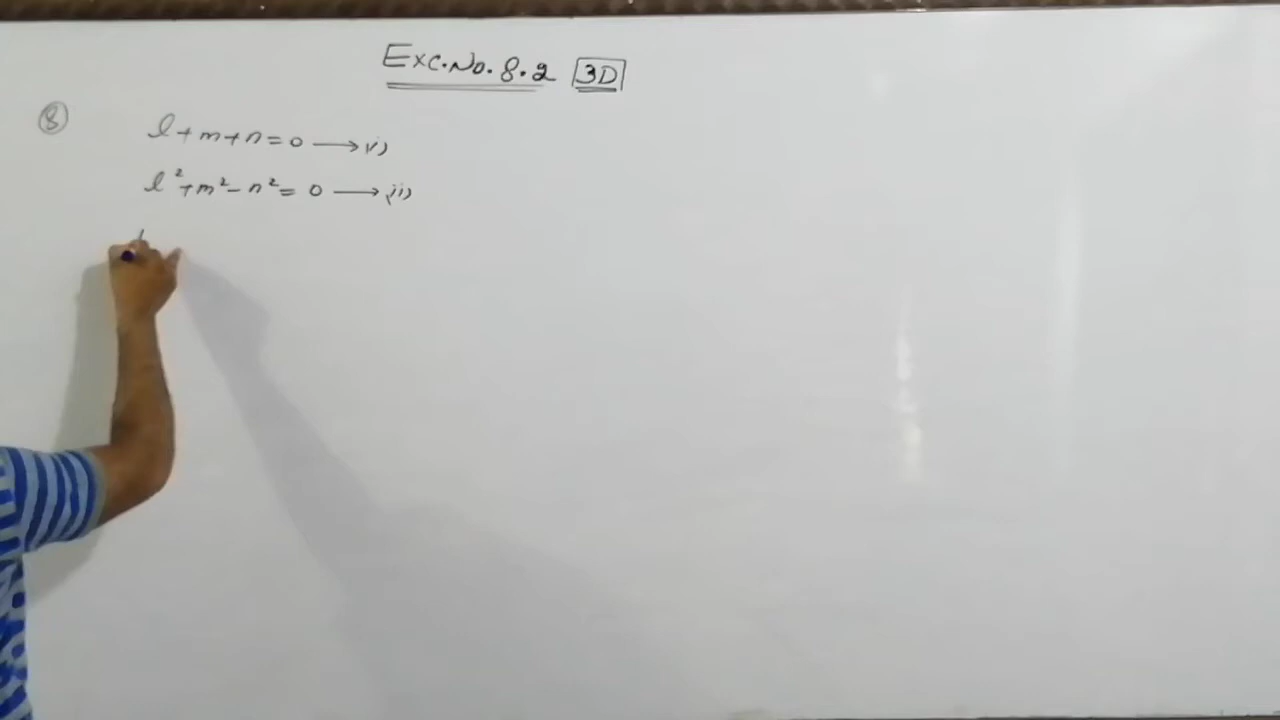 Exc.No. 8.2 3D
8
l + m + n = 0 → (i)
l² + m² - n² = 0 → (ii)